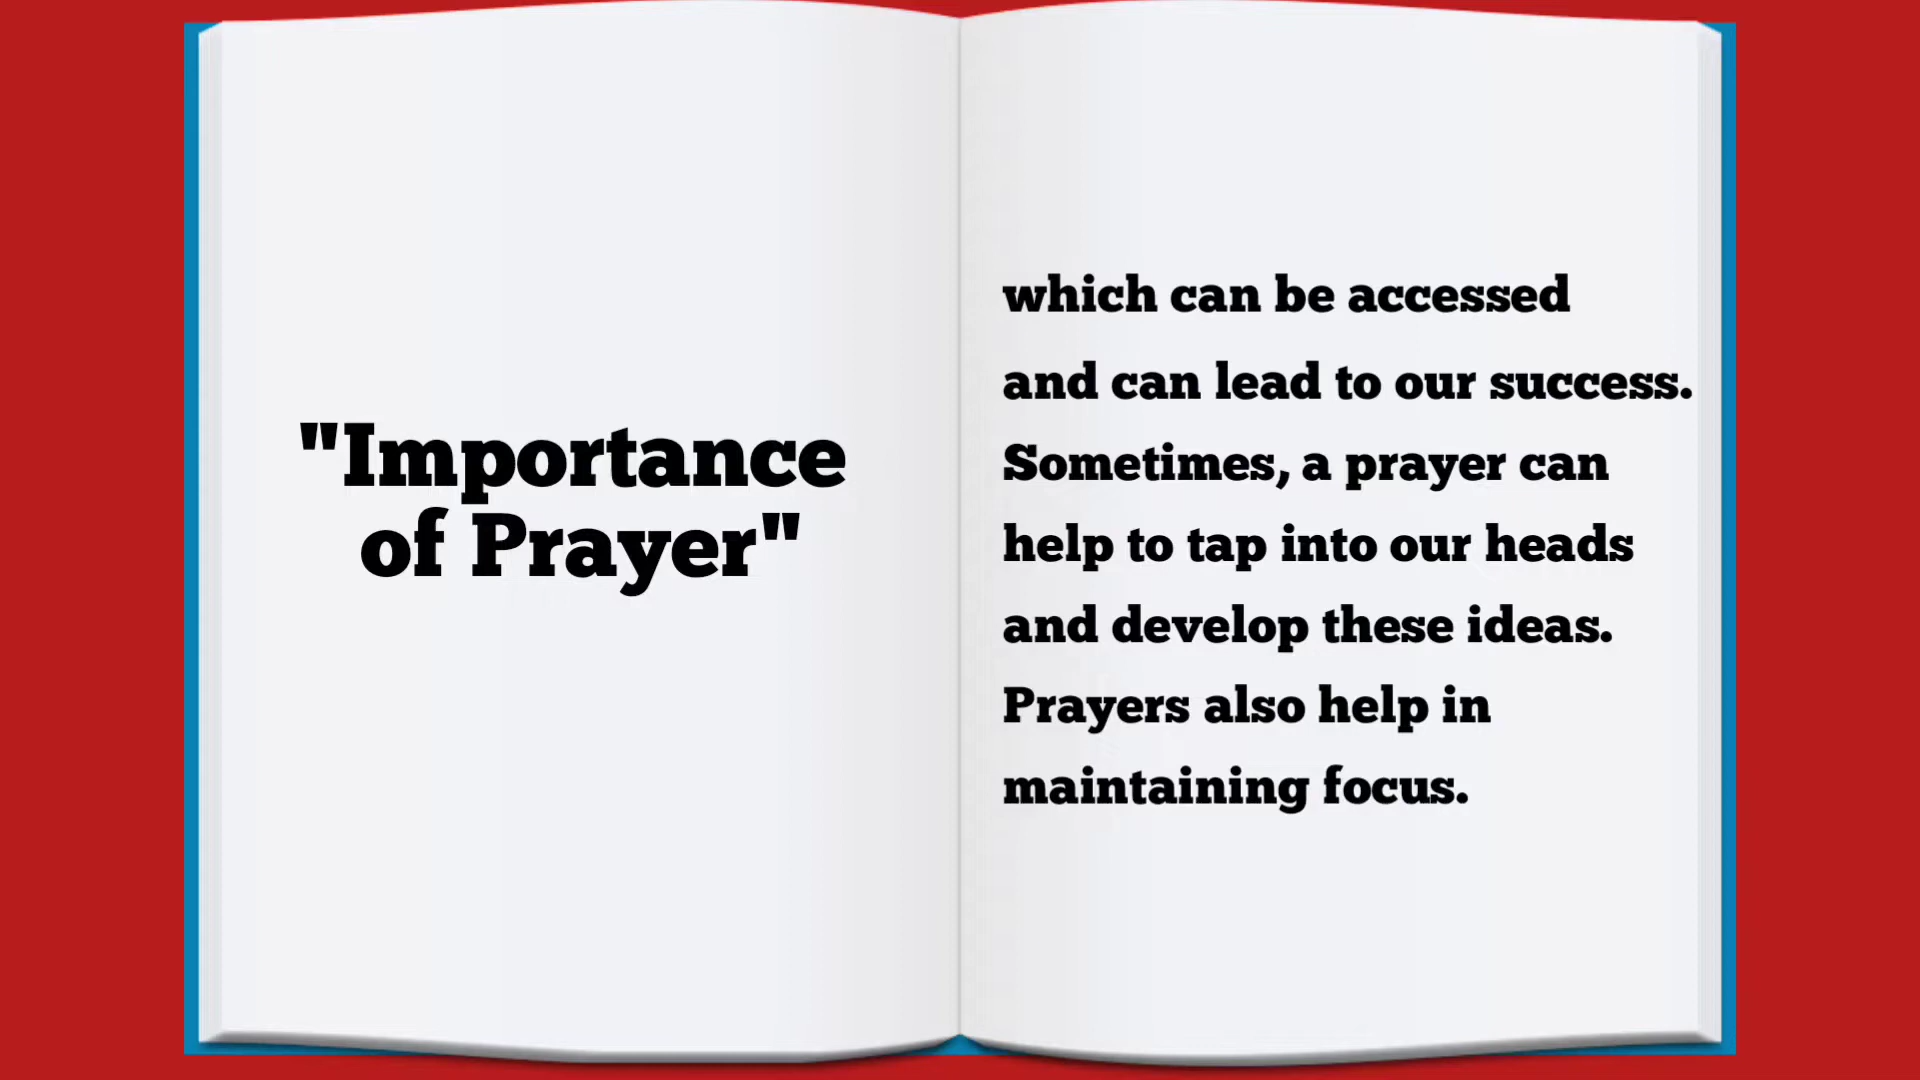 "Importance
of Prayer"
which can be accessed
and can lead to our success.
Sometimes, a prayer can
help to tap into our heads
and develop these ideas.
Prayers also help in
maintaining focus.